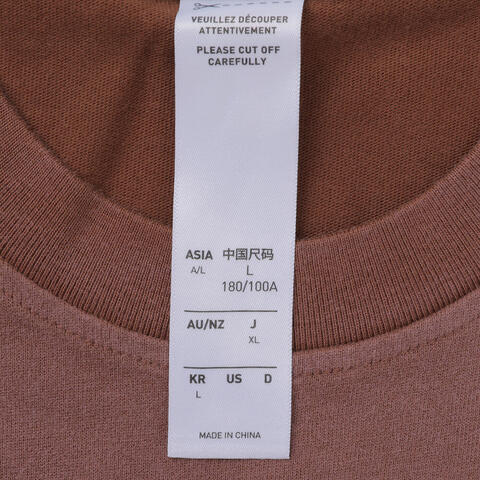 VEUILLEZ DÉCOUPER
ATTENTIVEMENT
PLEASE CUT OFF
CAREFULLY
ASIA 中国尺码
A/L L
180/100A
AU/NZ J
XL
KR US D
L
MADE IN CHINA